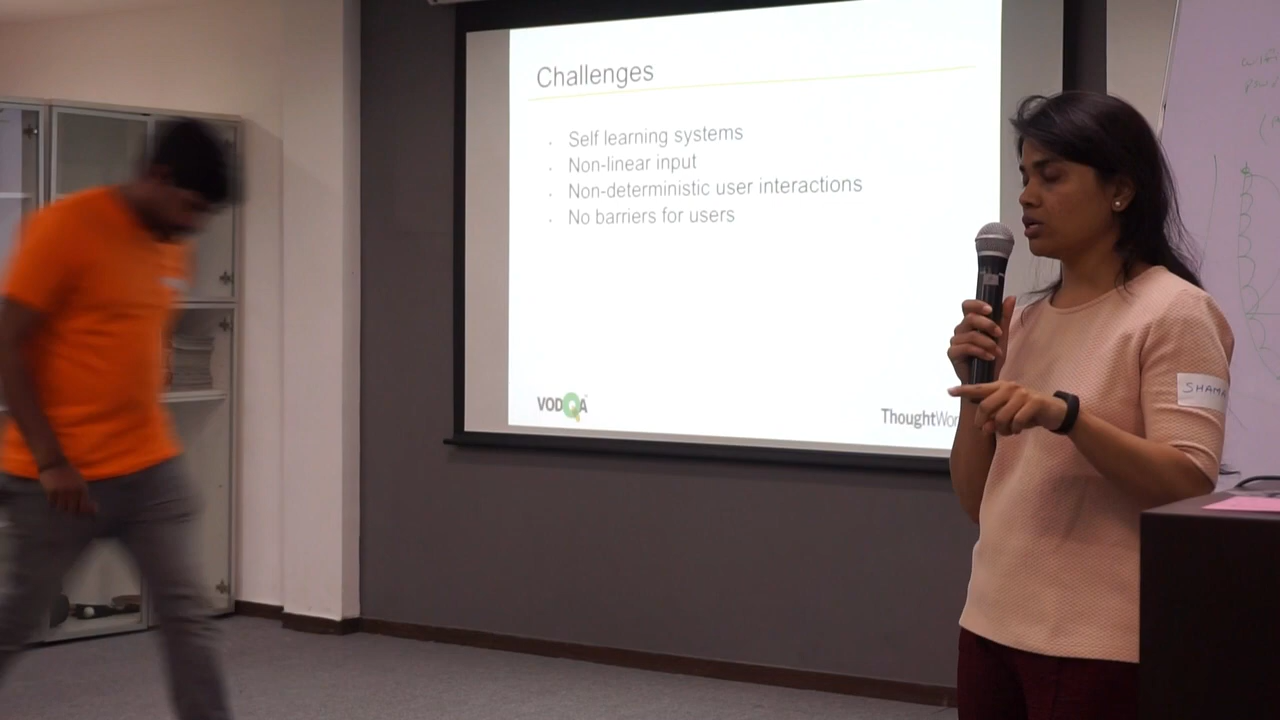 Challenges
· Self learning systems
· Non-linear input
· Non-deterministic user interactions
· No barriers for users
VODQA
ThoughtWor
SHAMA